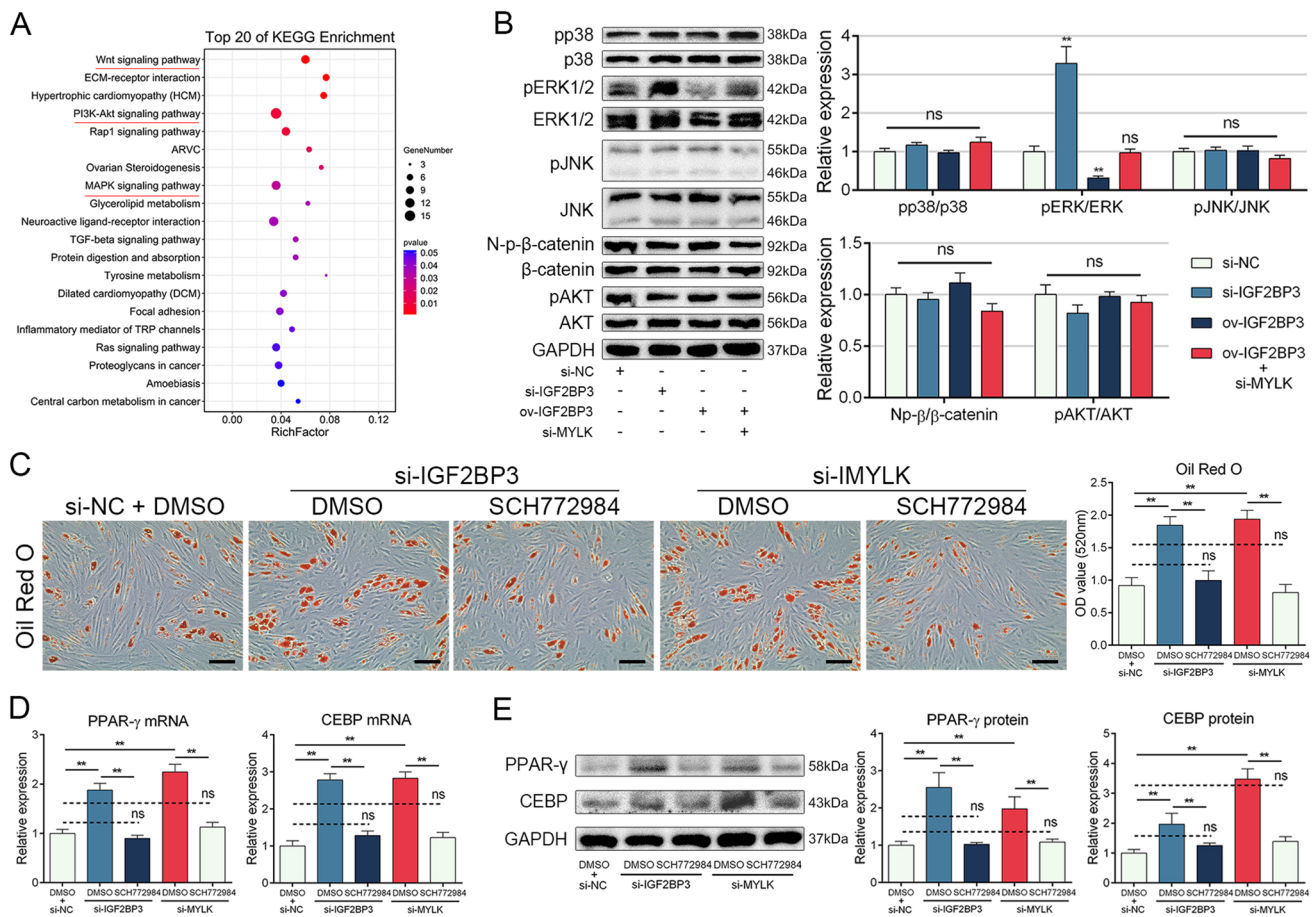 A
Top 20 of KEGG Enrichment
Wnt signaling pathway
ECM-receptor interaction
Hypertrophic cardiomyopathy (HCM)
PI3K-Akt signaling pathway
Rap1 signaling pathway
ARVC
Ovarian Steroidogenesis
MAPK signaling pathway
Glycerolipid metabolism
Neuroactive ligand-receptor interaction
TGF-beta signaling pathway
Protein digestion and absorption
Tyrosine metabolism
Dilated cardiomyopathy (DCM)
Focal adhesion
Inflammatory mediator of TRP channels
Ras signaling pathway
Proteoglycans in cancer
Amoebiasis
Central carbon metabolism in cancer
0.00 0.04 0.08 0.12
RichFactor
GeneNumber
3
6
9
12
15
pvalue
0.05
0.04
0.03
0.02
0.01
B
pp38 38kDa
p38 38kDa
pERK1/2 42kDa
ERK1/2 42kDa
pJNK 55kDa
46kDa
JNK 55kDa
46kDa
N-p-β-catenin 92kDa
β-catenin 92kDa
pAKT 56kDa
AKT 56kDa
GAPDH 37kDa
si-NC + - - -
si-IGF2BP3 - + - -
ov-IGF2BP3 - - + +
si-MYLK - - - +
Relative expression
4
3
2
1
0
ns
**
**
ns
ns
pp38/p38 pERK/ERK pJNK/JNK
Relative expression
1.5
1.0
0.5
0.0
ns
ns
Np-β/β-catenin pAKT/AKT
si-NC
si-IGF2BP3
ov-IGF2BP3
ov-IGF2BP3
+
si-MYLK
C
si-IGF2BP3 si-IMYLK
si-NC + DMSO DMSO SCH772984 DMSO SCH772984
Oil Red O
Oil Red O
OD value (520nm)
2.5
2.0
1.5
1.0
0.5
0.0
**
** ** **
ns
ns
DMSO + si-NC DMSO SCH772984 DMSO SCH772984
si-IGF2BP3 si-MYLK
D
PPAR-γ mRNA
Relative expression
3
2
1
0
**
** ** **
ns
ns
DMSO + si-NC DMSO SCH772984 DMSO SCH772984
si-IGF2BP3 si-MYLK
CEBP mRNA
Relative expression
4
3
2
1
0
**
** ** **
ns
ns
DMSO + si-NC DMSO SCH772984 DMSO SCH772984
si-IGF2BP3 si-MYLK
E
PPAR-γ 58kDa
CEBP 43kDa
GAPDH 37kDa
DMSO + si-NC DMSO SCH772984 DMSO SCH772984
si-IGF2BP3 si-MYLK
PPAR-γ protein
Relative expression
4
3
2
1
0
**
** ** **
ns
ns
DMSO + si-NC DMSO SCH772984 DMSO SCH772984
si-IGF2BP3 si-MYLK
CEBP protein
Relative expression
5
4
3
2
1
0
**
** ** **
ns
ns
DMSO + si-NC DMSO SCH772984 DMSO SCH772984
si-IGF2BP3 si-MYLK